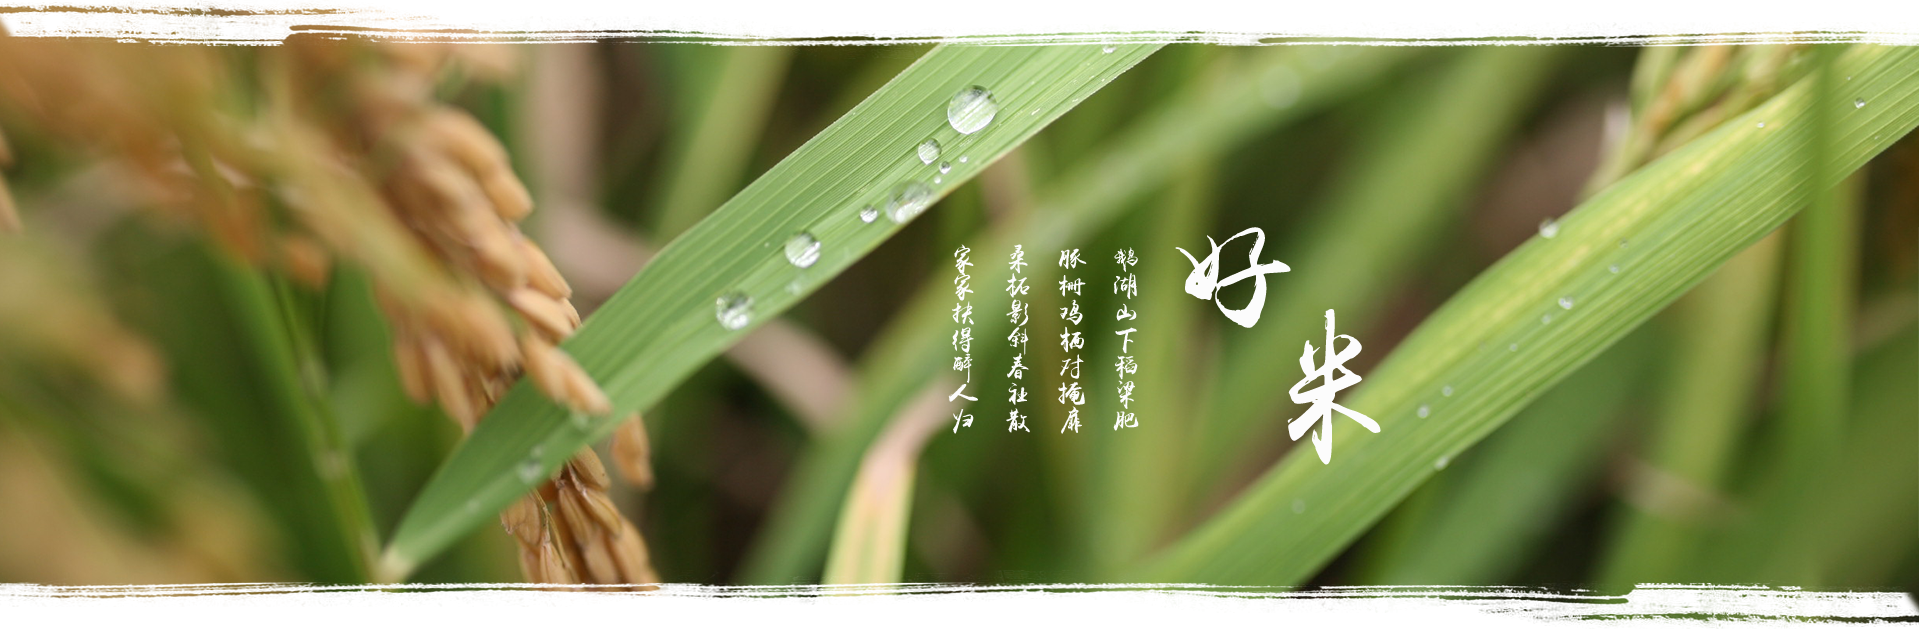 好米
鹅湖山下稻梁肥
豚栅鸡栖对掩扉
桑柘影斜春社散
家家扶得醉人归